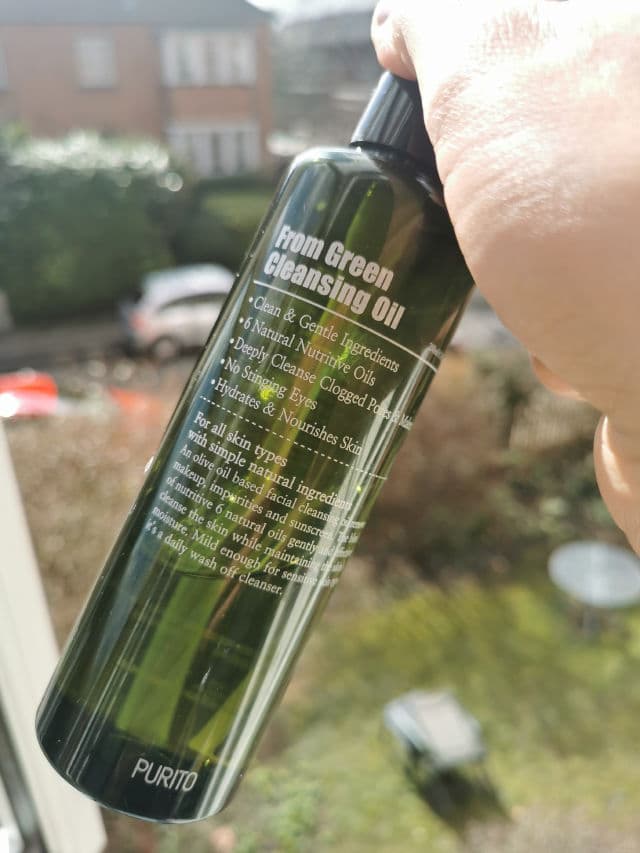 From Green
Cleansing Oil
• Clean & Gentle Ingredients
• 6 Natural Nutritive Oils
• Deeply Cleanse Clogged Pores &
• No Stinging Eyes
• Hydrates & Nourishes Skin
For all skin types
with simple natural ingredient
An olive oil based facial cleansing
makeup, impurities and sunscreen.
of nutritive 6 natural oils gently and
cleanse the skin while maintaining
moisture. Mild enough for sensitive
it's a daily wash off cleanser.
PURITO